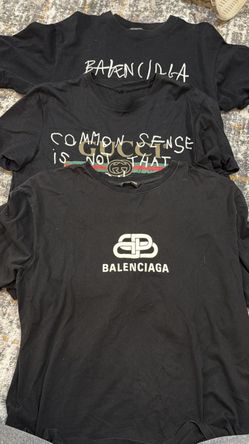 BALENCIAGA
COMMON SENSE
GUCCI
IS NOT THAT
BALENCIAGA